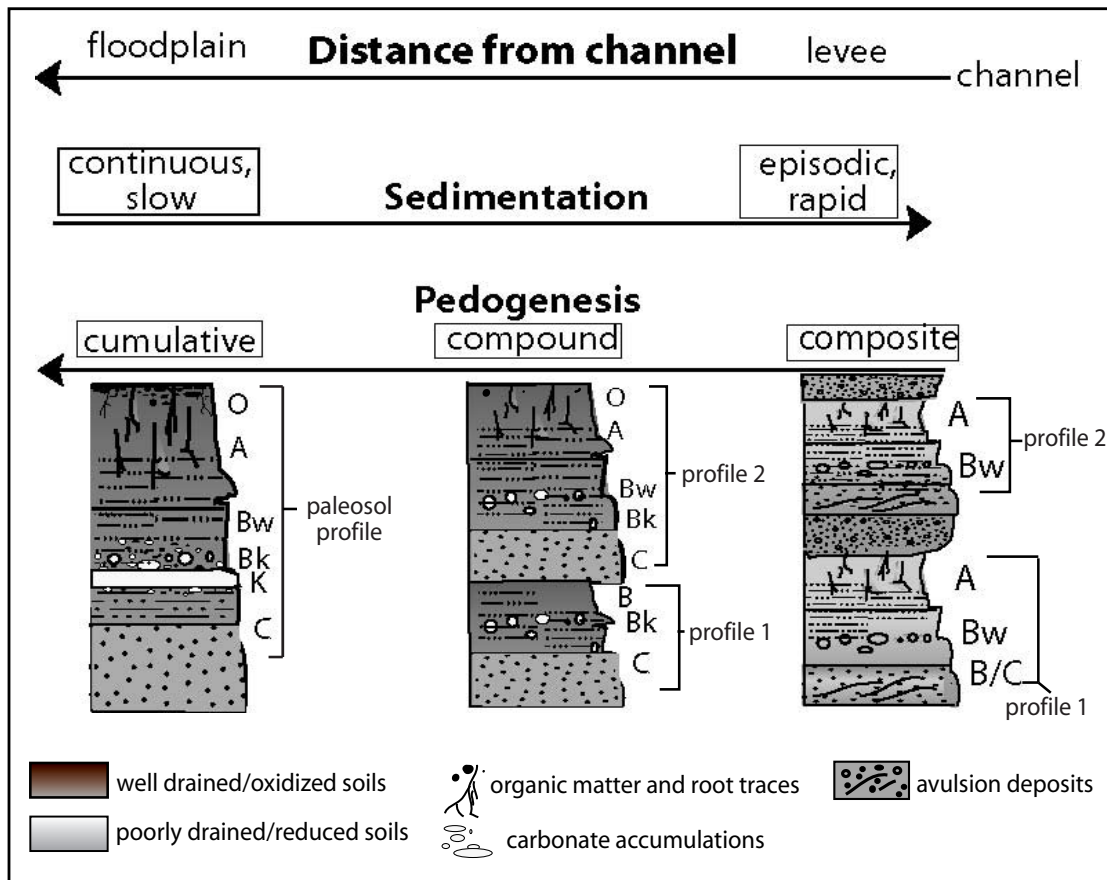 floodplain
Distance from channel
levee
channel
continuous,
slow
Sedimentation
episodic,
rapid
Pedogenesis
cumulative
compound
composite
O
A
Bw
Bk
K
C
paleosol
profile
O
A
Bw
Bk
C
profile 2
B
Bk
C
profile 1
A
Bw
profile 2
A
Bw
B/C
profile 1
well drained/oxidized soils
poorly drained/reduced soils
organic matter and root traces
carbonate accumulations
avulsion deposits